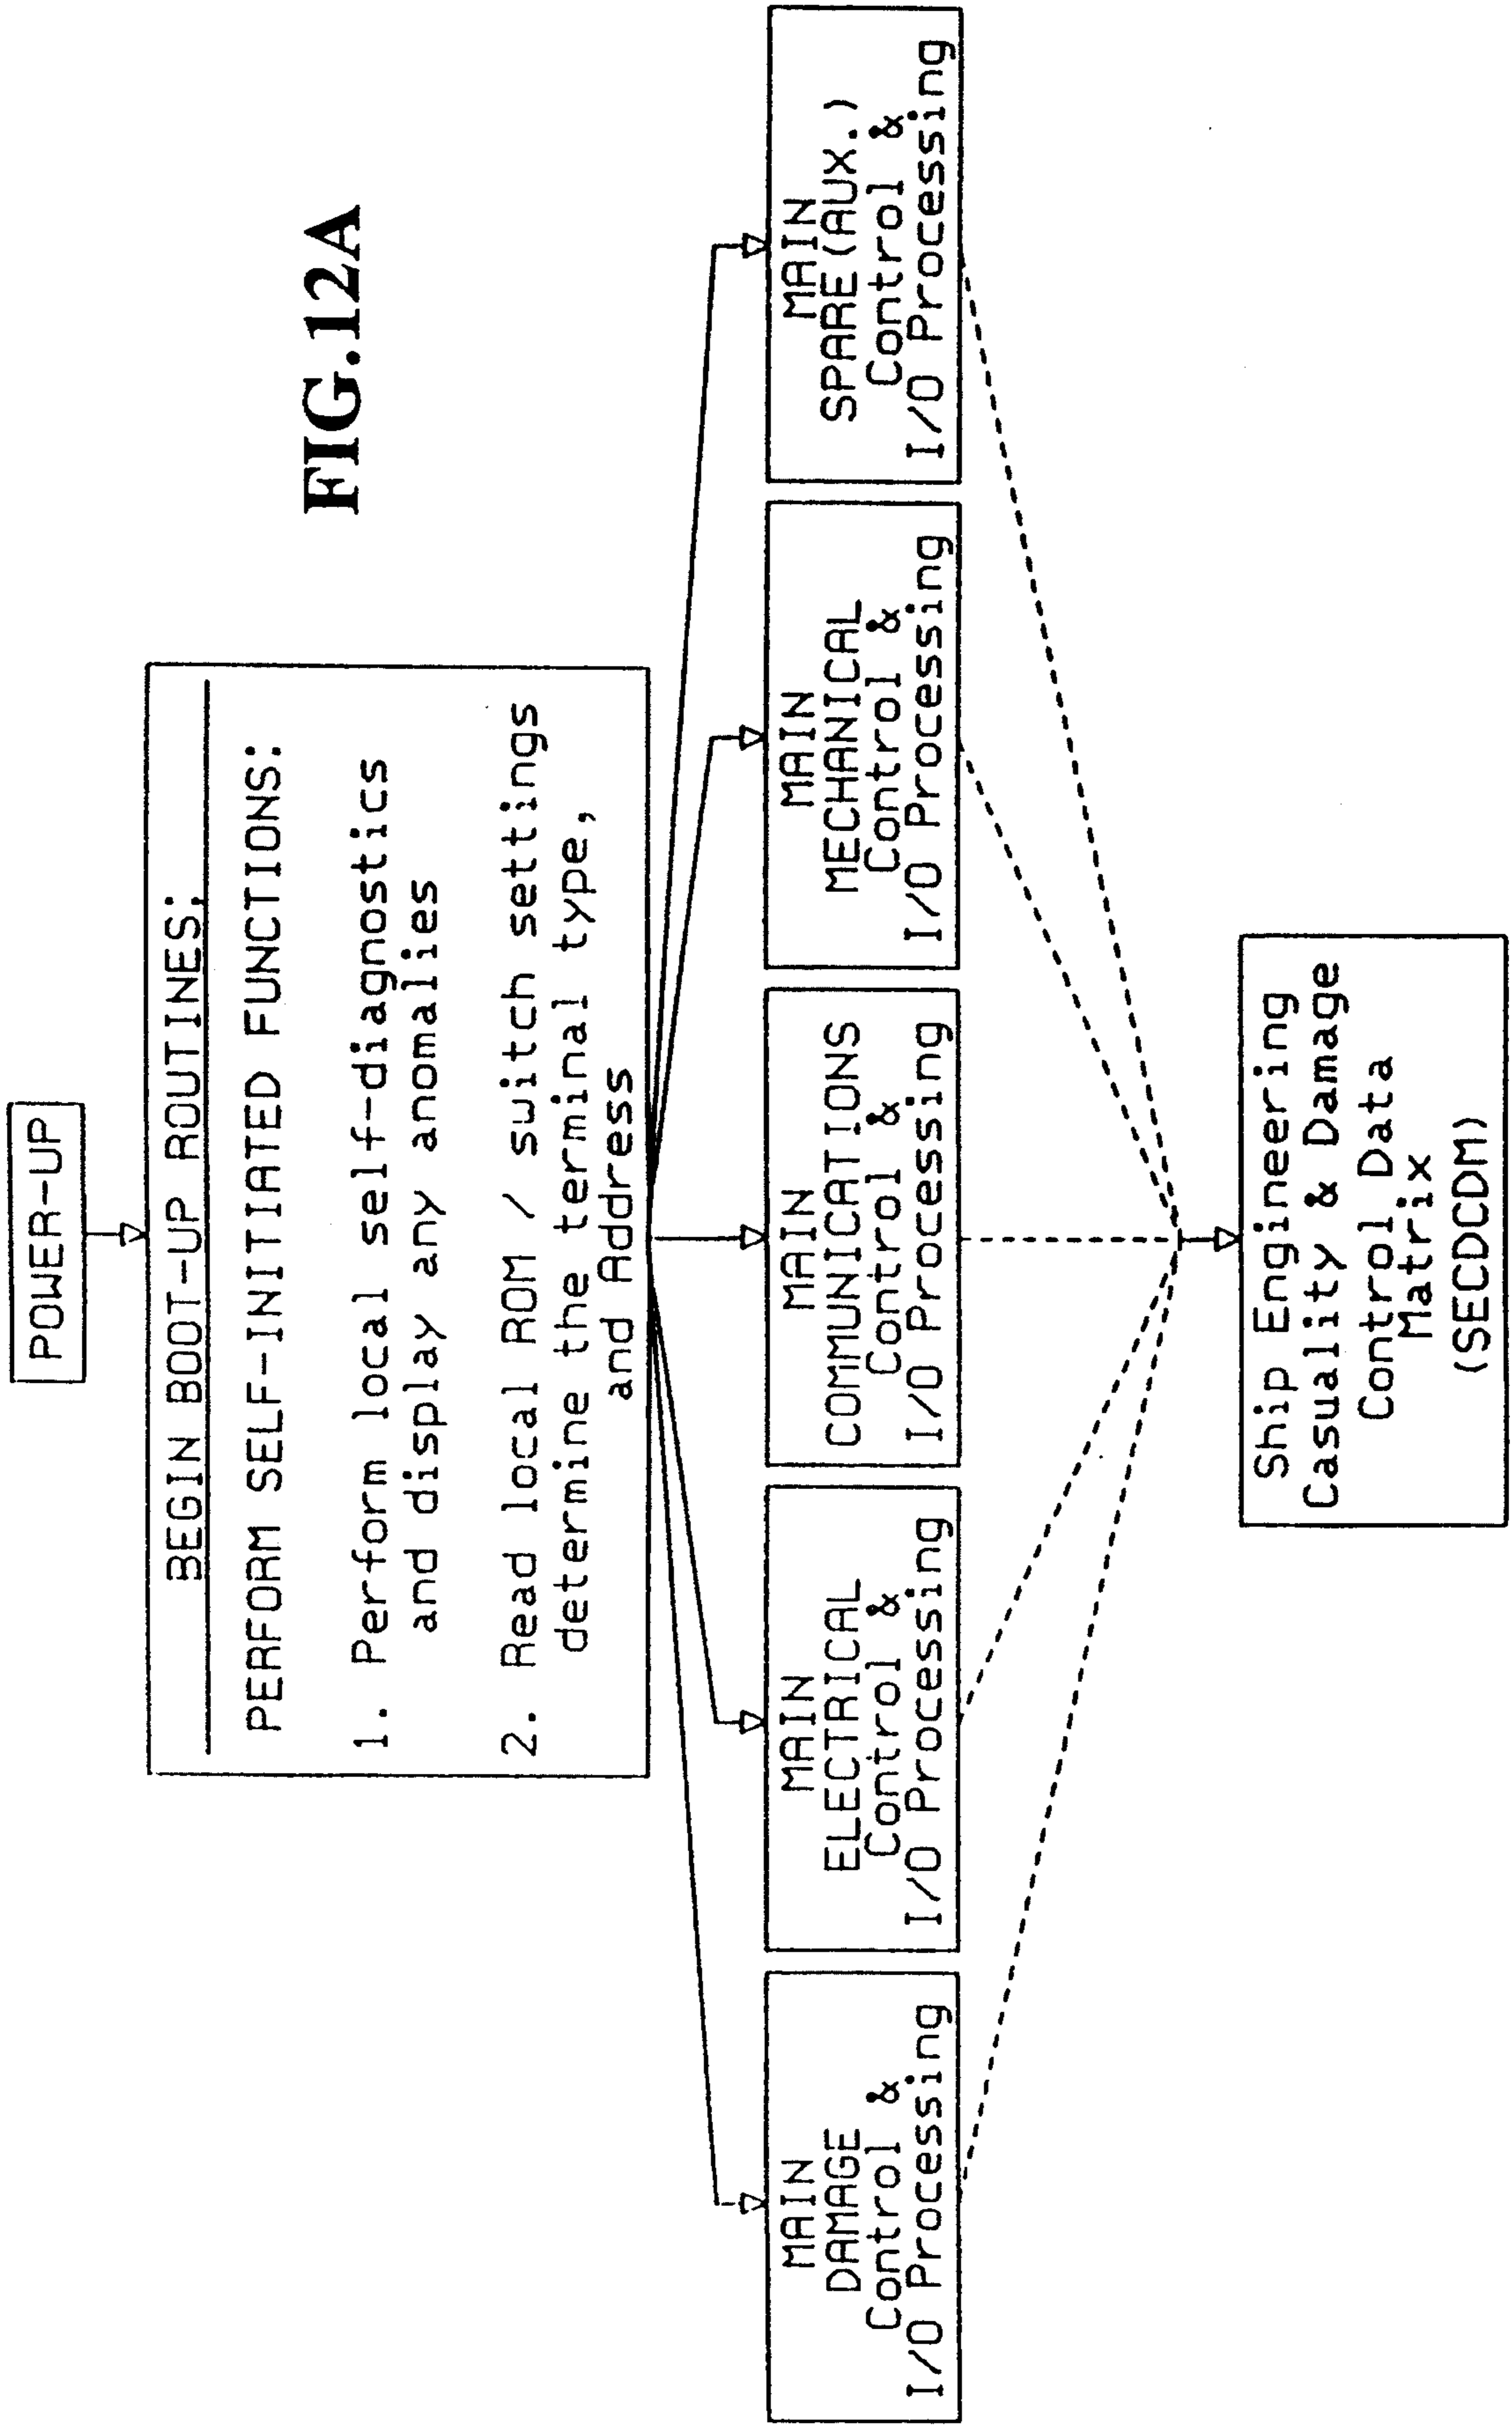 FIG.12A
POWER-UP
BEGIN BOOT-UP ROUTINES:
PERFORM SELF-INITIATED FUNCTIONS:
1. Perform local self-diagnostics
and display any anomalies
2. Read local ROM / switch settings
determine the terminal type,
and Address
MAIN
DAMAGE
Control &
I/O Processing
MAIN
ELECTRICAL
Control &
I/O Processing
MAIN
COMMUNICATIONS
Control &
I/O Processing
MAIN
MECHANICAL
Control &
I/O Processing
MAIN
SPARE(AUX.)
Control &
I/O Processing
Ship Engineering
Casuality & Damage
Control Data
Matrix
(SECDCDM)